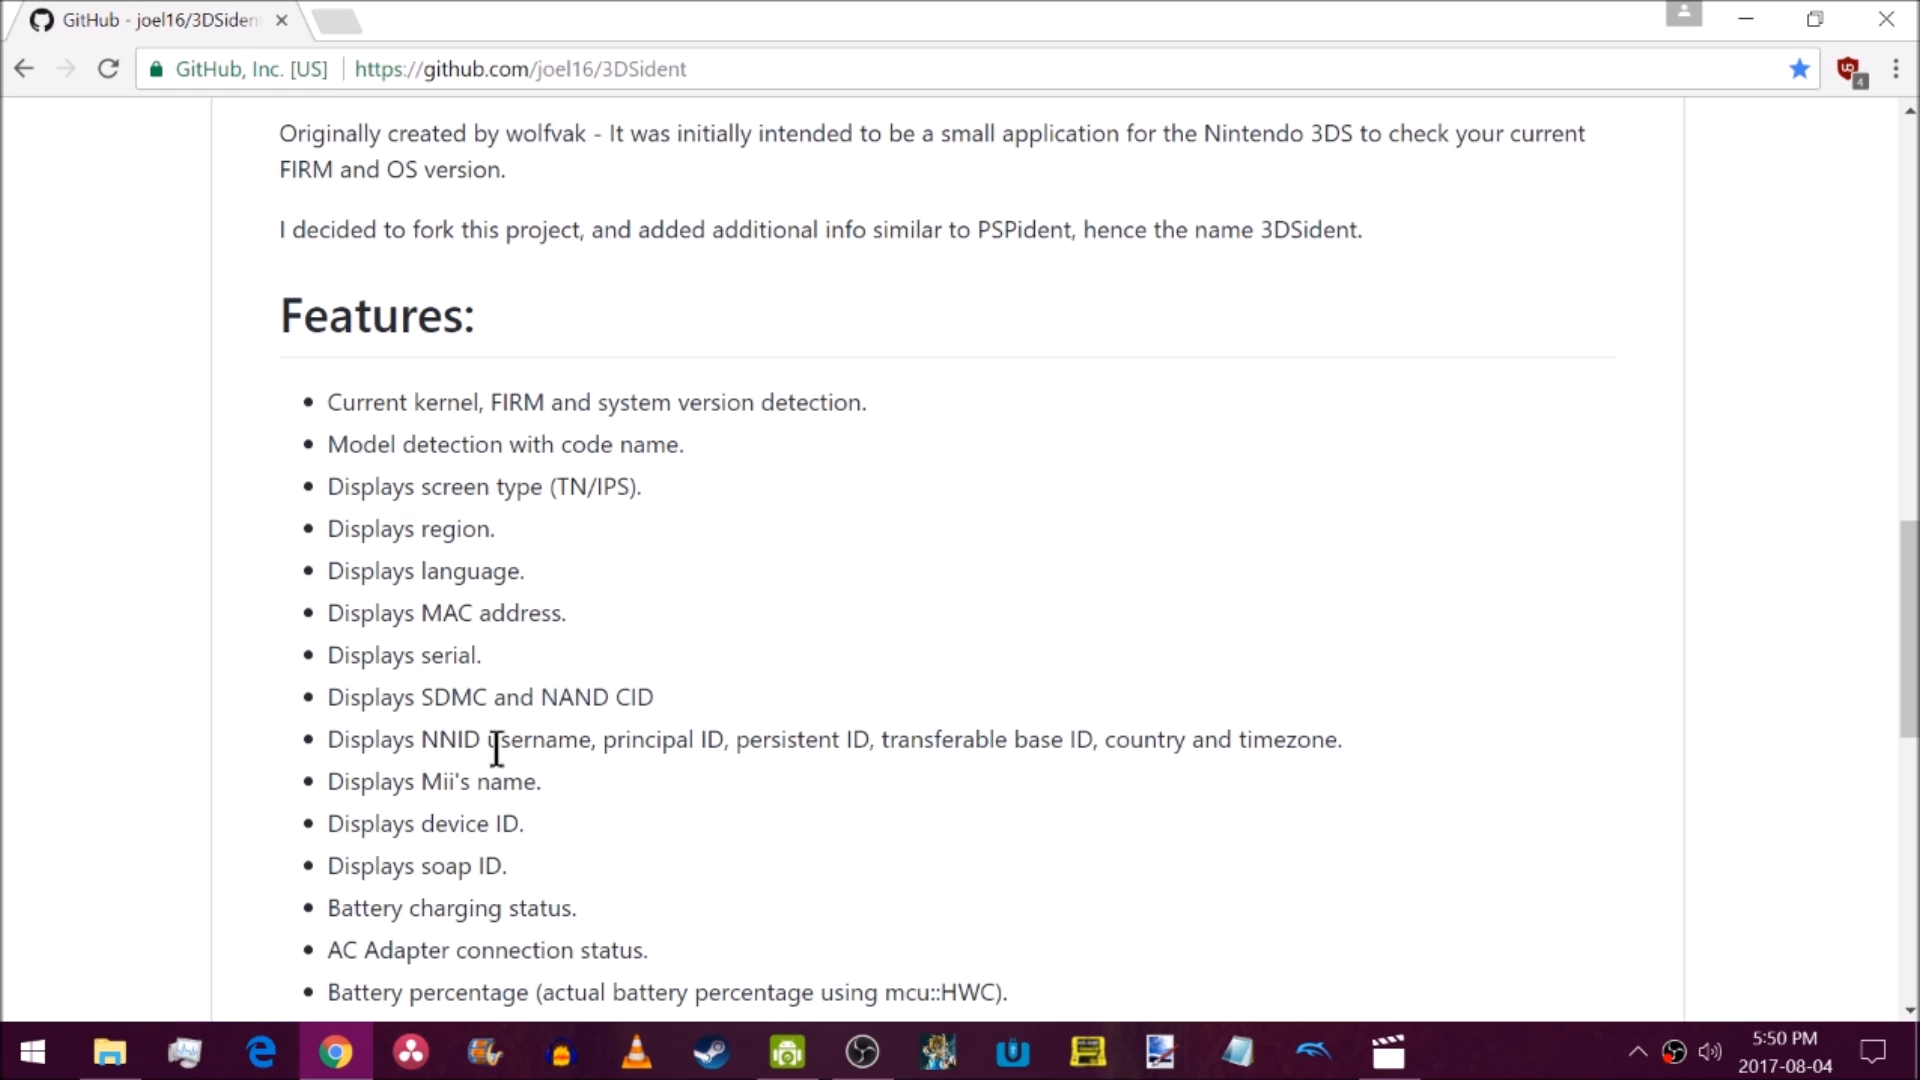 GitHub - joel16/3DSiden
GitHub, Inc. [US]
https://github.com/joel16/3DSident
4
Originally created by wolfvak - It was initially intended to be a small application for the Nintendo 3DS to check your current
FIRM and OS version.
I decided to fork this project, and added additional info similar to PSPident, hence the name 3DSident.
Features:
Current kernel, FIRM and system version detection.
Model detection with code name.
Displays screen type (TN/IPS).
Displays region.
Displays language.
Displays MAC address.
Displays serial.
Displays SDMC and NAND CID
Displays NNID username, principal ID, persistent ID, transferable base ID, country and timezone.
Displays Mii's name.
Displays device ID.
Displays soap ID.
Battery charging status.
AC Adapter connection status.
Battery percentage (actual battery percentage using mcu::HWC).
5:50 PM
2017-08-04